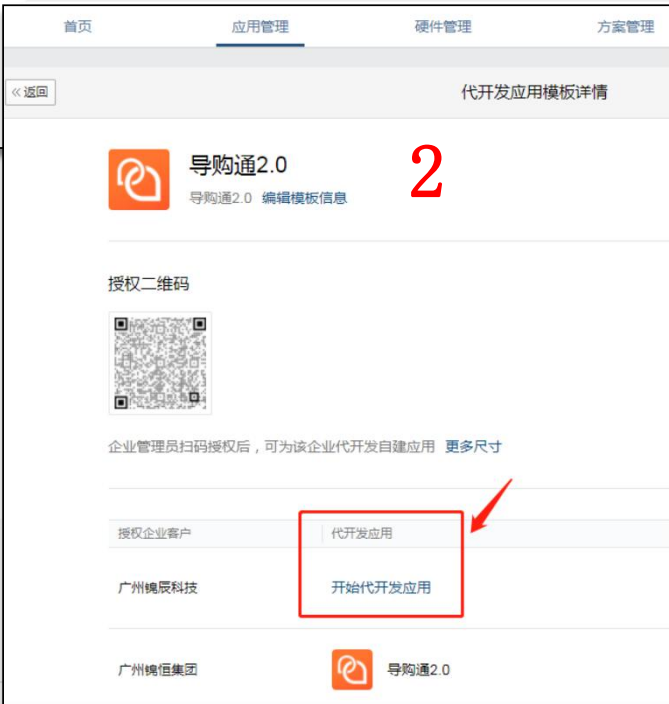 首页 应用管理 硬件管理 方案管理
«返回 代开发应用模板详情
导购通2.0
2
导购通2.0 编辑模板信息
授权二维码
企业管理员扫码授权后，可为该企业代开发自建应用 更多尺寸
授权企业客户 代开发应用
广州锦辰科技 开始代开发应用
广州锦恒集团 导购通2.0